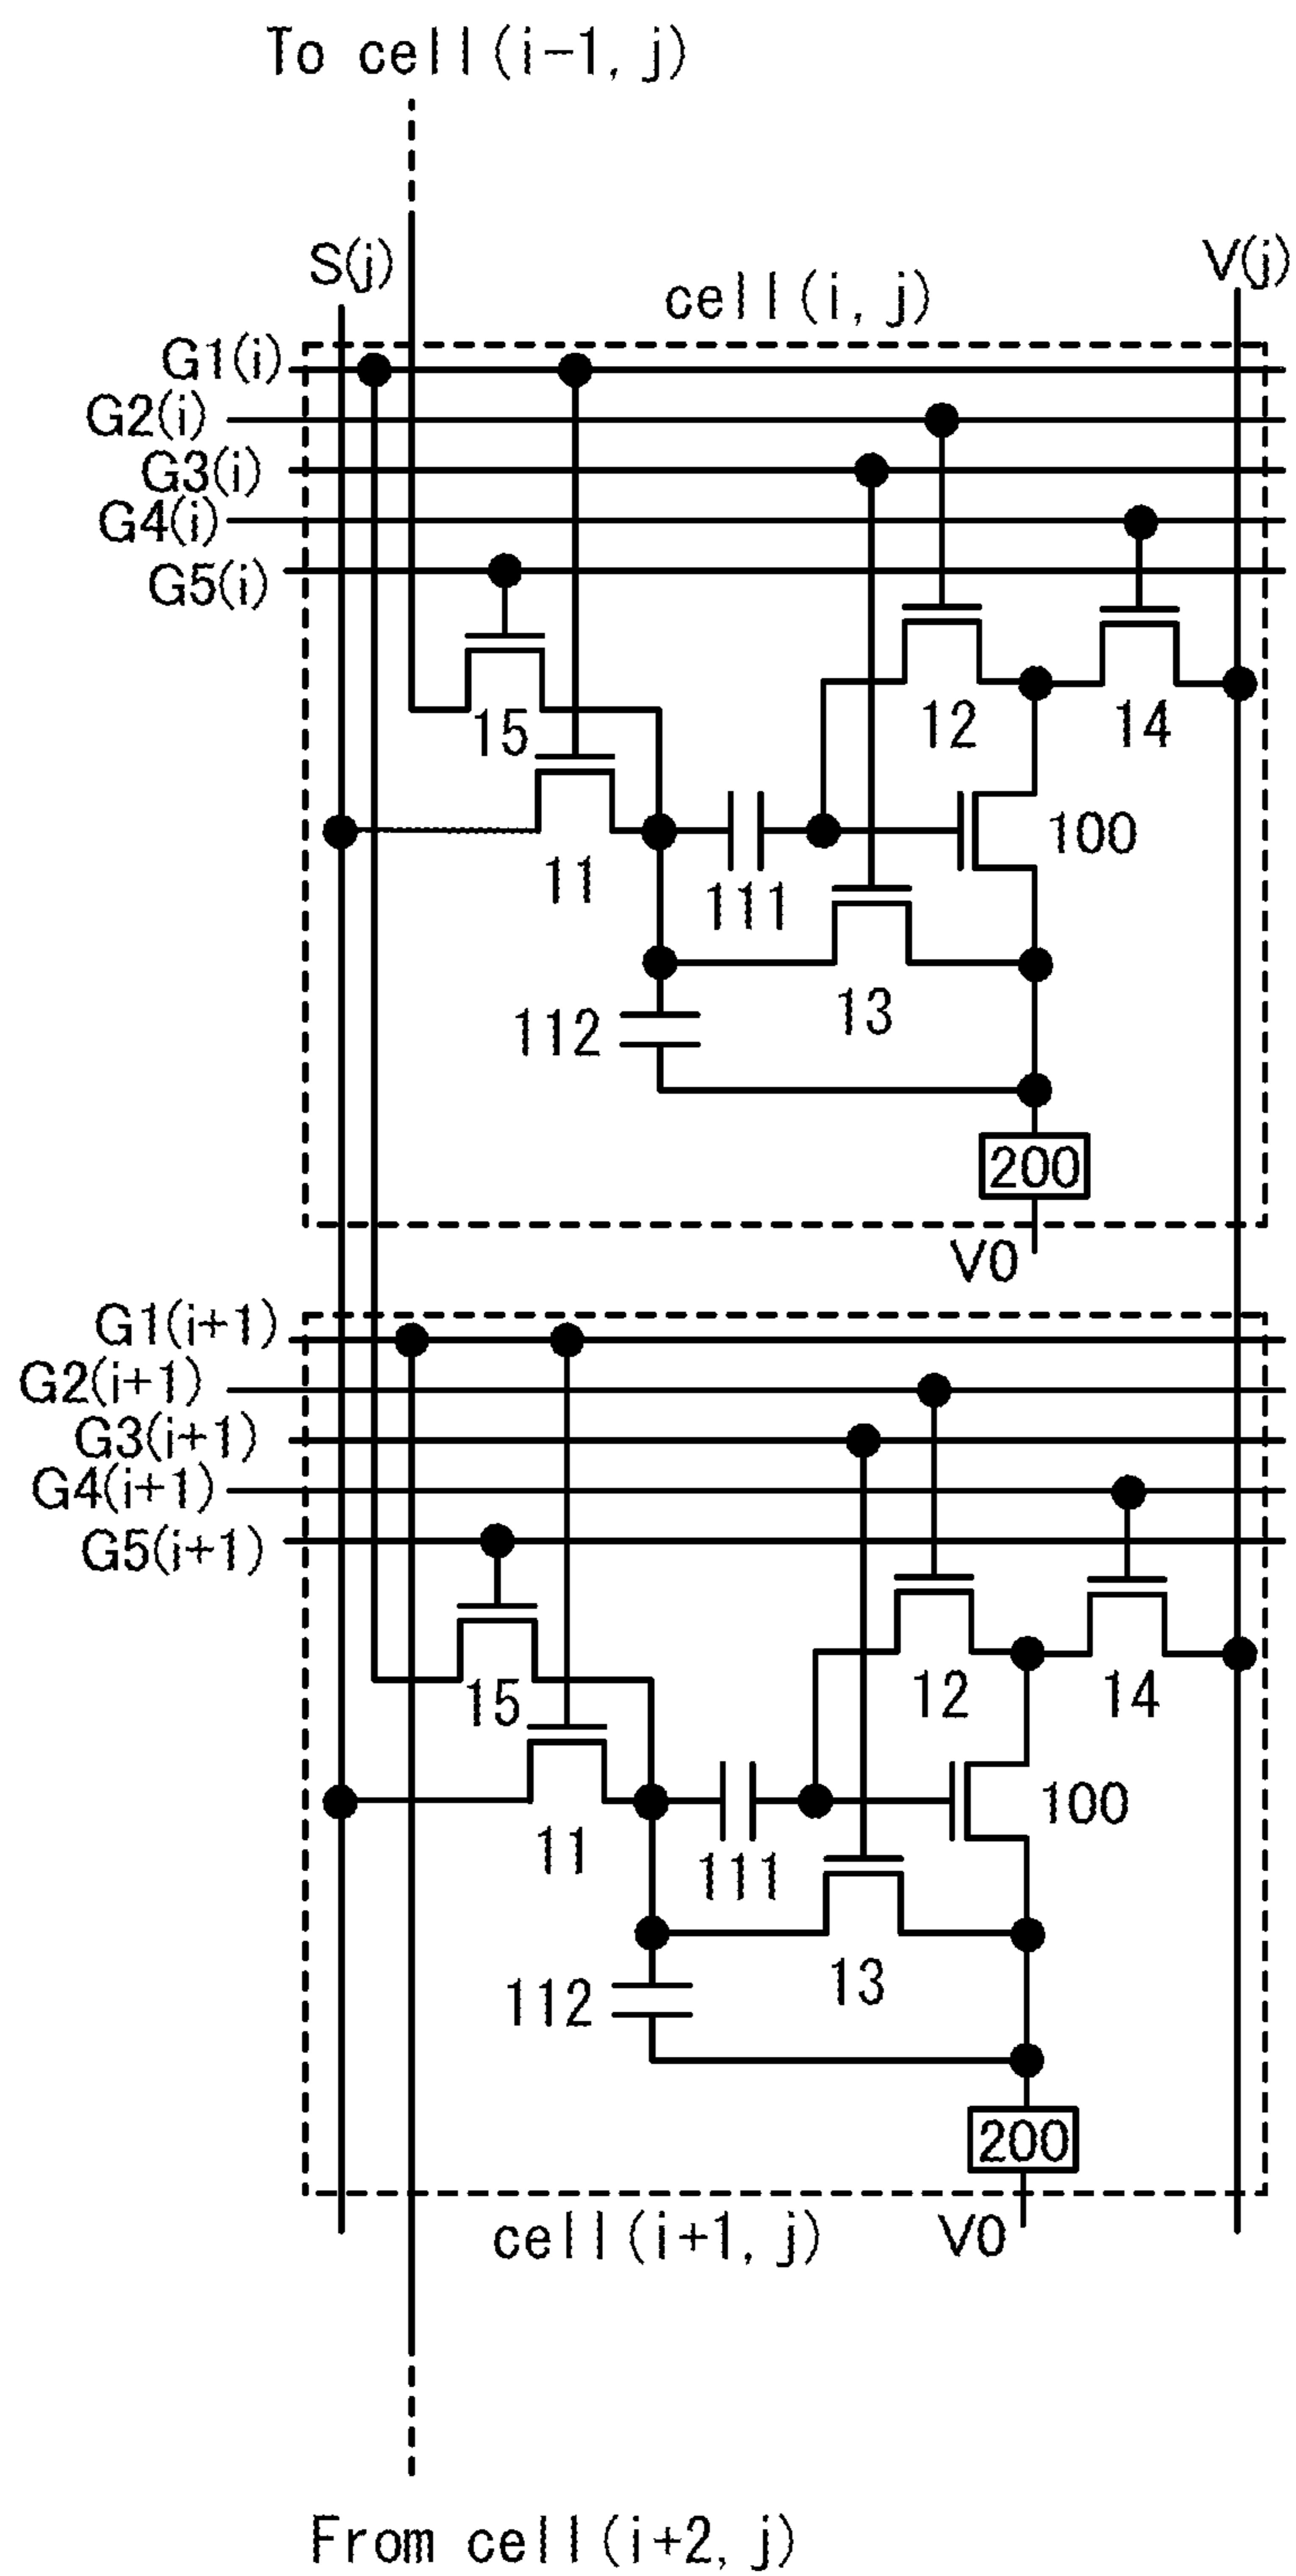 To cell(i-1, j)
S(j)
V(j)
cell(i, j)
G1(i)
G2(i)
G3(i)
G4(i)
G5(i)
15
12
14
11
111
100
13
112
200
V0
G1(i+1)
G2(i+1)
G3(i+1)
G4(i+1)
G5(i+1)
15
12
14
11
111
100
13
112
200
cell(i+1, j)
V0
From cell(i+2, j)